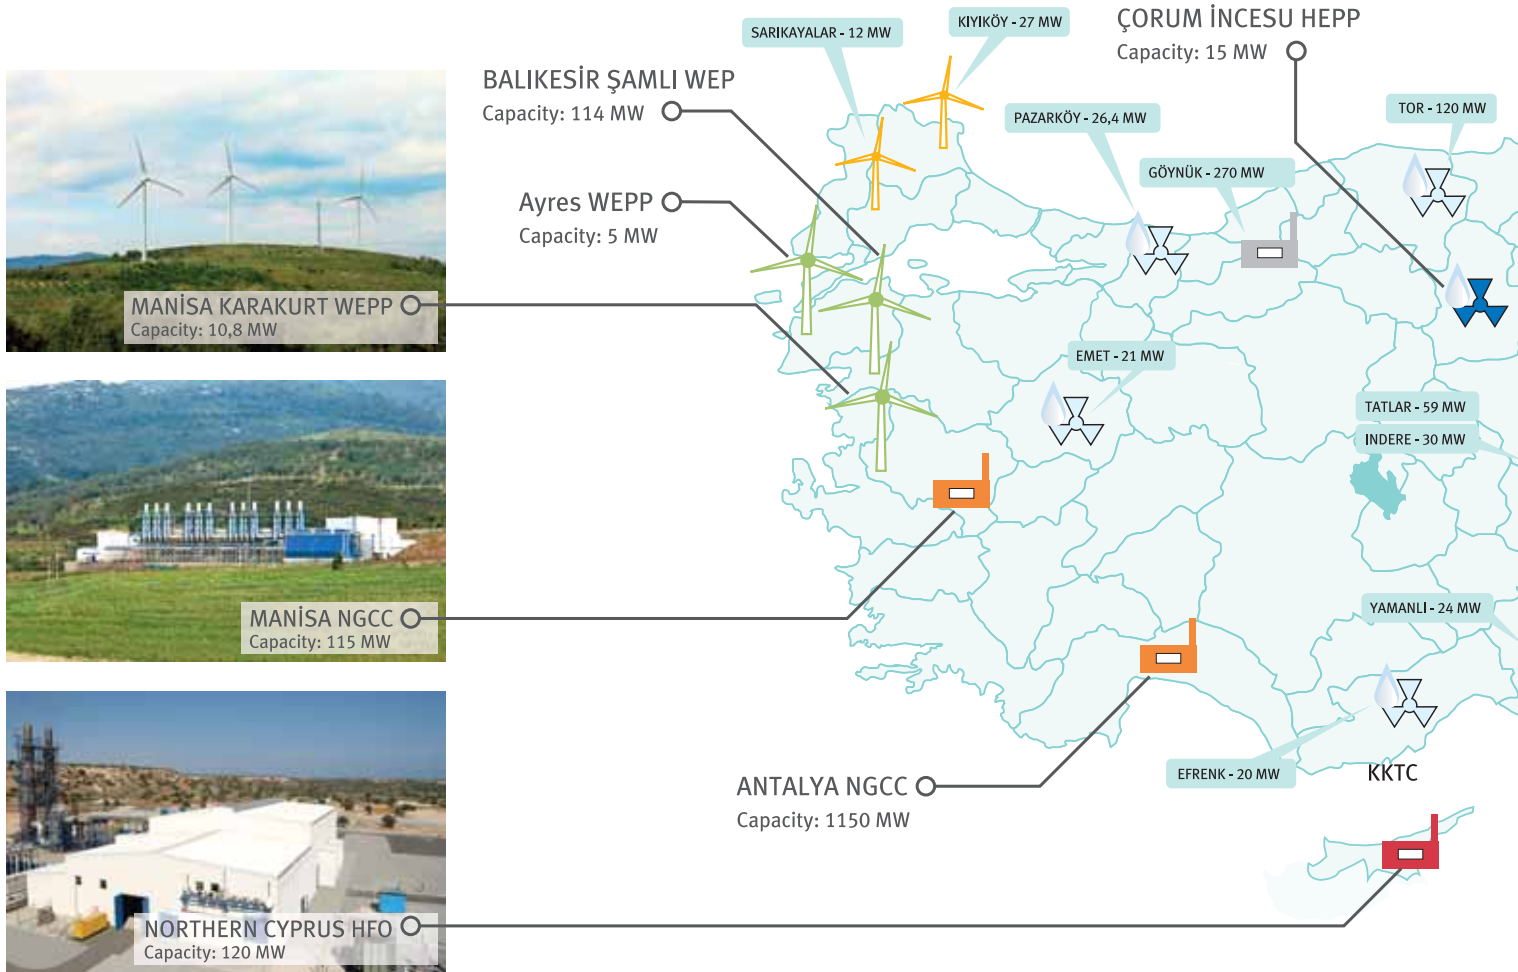 SARIKAYALAR - 12 MW
KIYIKÖY - 27 MW
ÇORUM İNCESU HEPP
Capacity: 15 MW
BALIKESİR ŞAMLI WEP
Capacity: 114 MW
PAZARKÖY - 26,4 MW
TOR - 120 MW
GÖYNÜK - 270 MW
Ayres WEPP
Capacity: 5 MW
MANİSA KARAKURT WEPP
Capacity: 10,8 MW
EMET - 21 MW
TATLAR - 59 MW
INDERE - 30 MW
MANİSA NGCC
Capacity: 115 MW
YAMANLI - 24 MW
EFRENK - 20 MW
KKTC
ANTALYA NGCC
Capacity: 1150 MW
NORTHERN CYPRUS HFO
Capacity: 120 MW